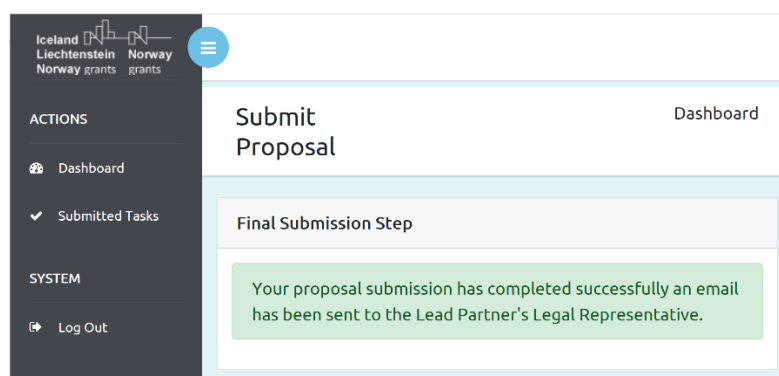 Iceland
Liechtenstein Norway
Norway grants grants
ACTIONS
Dashboard
Submitted Tasks
SYSTEM
Log Out
Submit
Proposal
Dashboard
Final Submission Step
Your proposal submission has completed successfully an email
has been sent to the Lead Partner's Legal Representative.